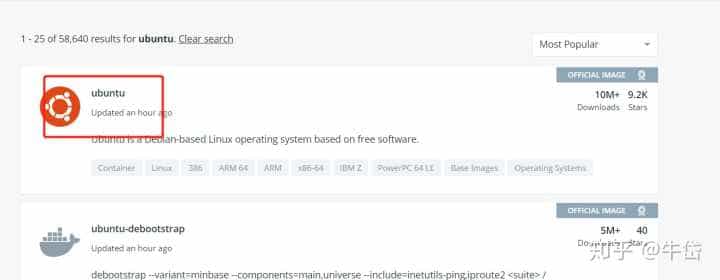 1 - 25 of 58,640 results for ubuntu. Clear search
Most Popular
OFFICIAL IMAGE
ubuntu
10M+ 9.2K
Updated an hour ago
Downloads Stars
Ubuntu is a Debian-based Linux operating system based on free software.
Container Linux 386 ARM 64 ARM x86-64 IBM Z PowerPC 64 LE Base Images Operating Systems
OFFICIAL IMAGE
ubuntu-debootstrap
5M+ 40
Updated an hour ago
Downloads Stars
知乎 @牛岱
debootstrap --variant=minbase --components=main,universe --include=inetutils-ping,iproute2 <suite> /